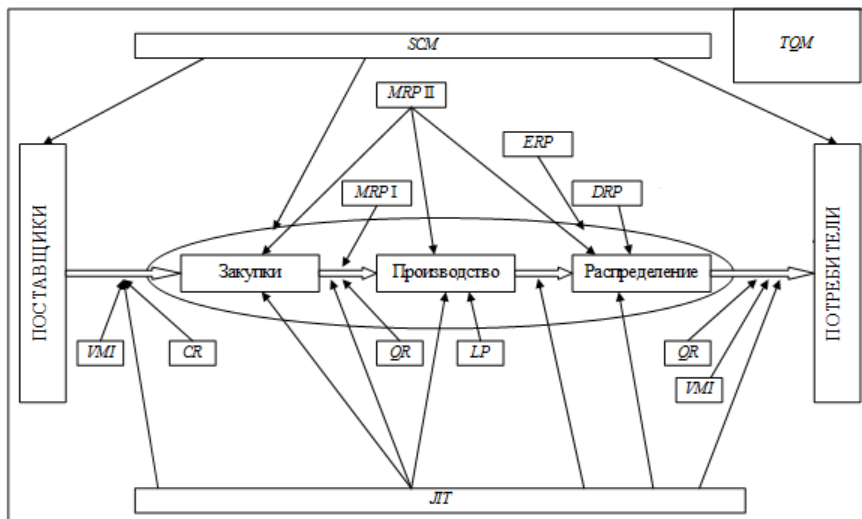 SCM
TQM
MRP II
ERP
MRP I
DRP
ПОСТАВЩИКИ
Закупки
Производство
Распределение
ПОТРЕБИТЕЛИ
VMI
CR
QR
LP
QR
VMI
JIT